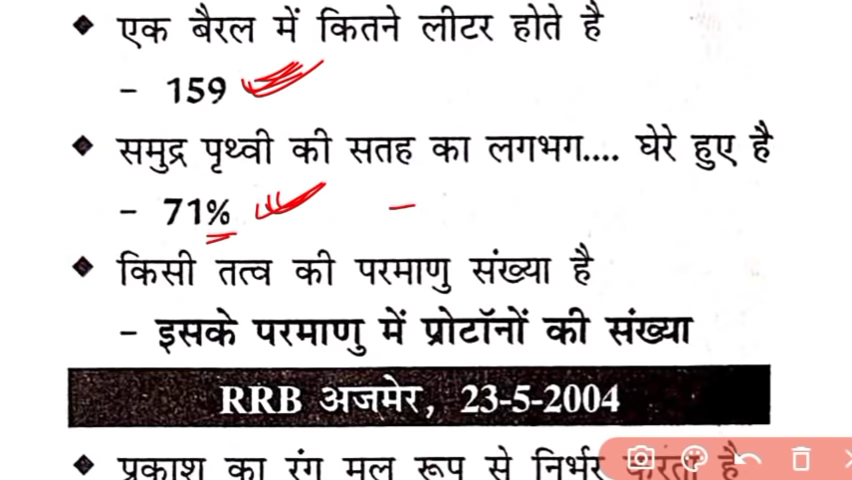 ◆ एक बैरल में कितने लीटर होते है
– 159
◆ समुद्र पृथ्वी की सतह का लगभग.... घेरे हुए है
– 71%
◆ किसी तत्व की परमाणु संख्या है
– इसके परमाणु में प्रोटॉनों की संख्या
RRB अजमेर, 23-5-2004
◆ प्रकाश का रंग मूल रूप से निर्भर करता है